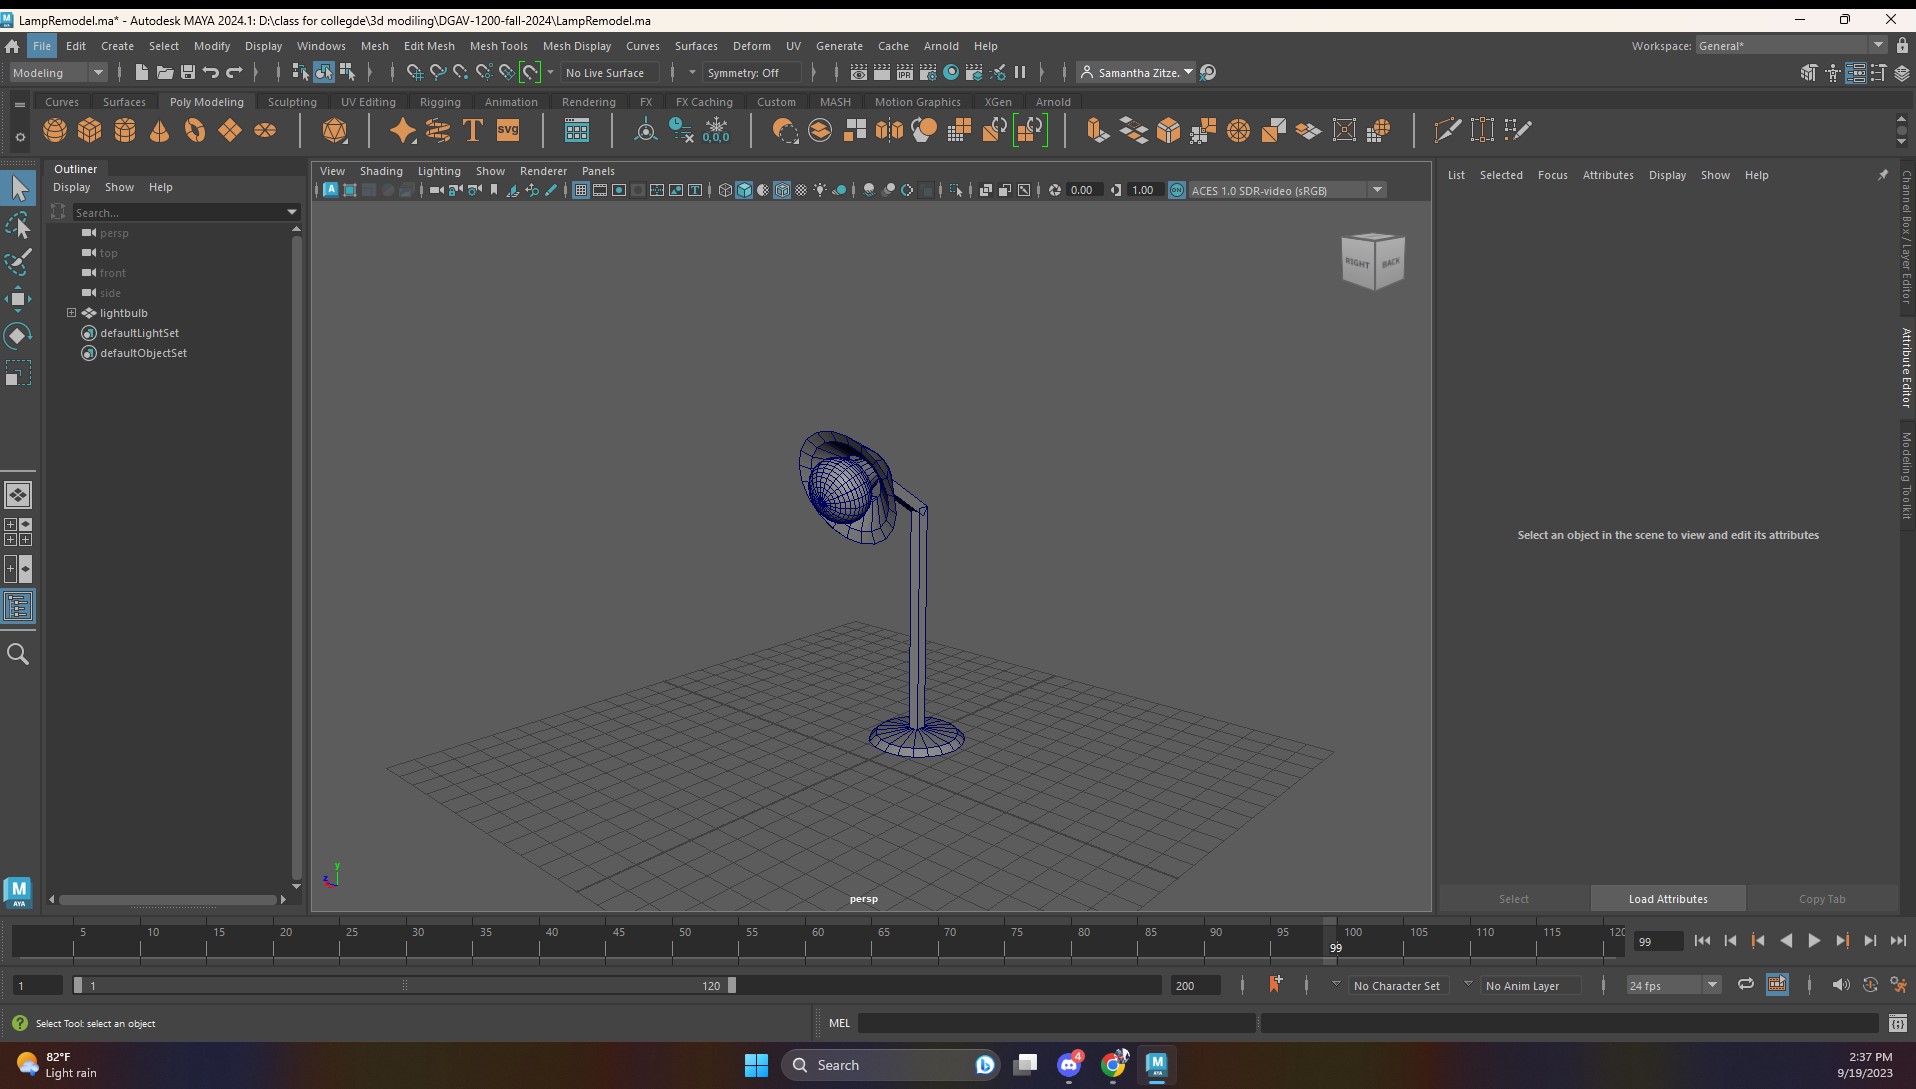 LampRemodel.ma* - Autodesk MAYA 2024.1: D:\class for collegde\3d modiling\DGAV-1200-fall-2024\LampRemodel.ma
File Edit Create Select Modify Display Windows Mesh Edit Mesh Mesh Tools Mesh Display Curves Surfaces Deform UV Generate Cache Arnold Help Workspace: General*
Modeling No Live Surface Symmetry: Off Samantha Zitze.
Curves Surfaces Poly Modeling Sculpting UV Editing Rigging Animation Rendering FX FX Caching Custom MASH Motion Graphics XGen Arnold
T svg 0,0,0
IPR
Outliner
Display Show Help
Search...
persp
top
front
side
lightbulb
defaultLightSet
defaultObjectSet
View Shading Lighting Show Renderer Panels
0.00 1.00 ON ACES 1.0 SDR-video (sRGB)
RIGHT BACK
y
z
persp
List Selected Focus Attributes Display Show Help
Select an object in the scene to view and edit its attributes
Select Load Attributes Copy Tab
Channel Box / Layer Editor
Attribute Editor
Modeling Toolkit
M
AYA
5 10 15 20 25 30 35 40 45 50 55 60 65 70 75 80 85 90 95 100 105 110 115 120
99
99
1 1 120 200 No Character Set No Anim Layer 24 fps
Select Tool: select an object MEL
82°F
Light rain
Search
4
2:37 PM
9/19/2023